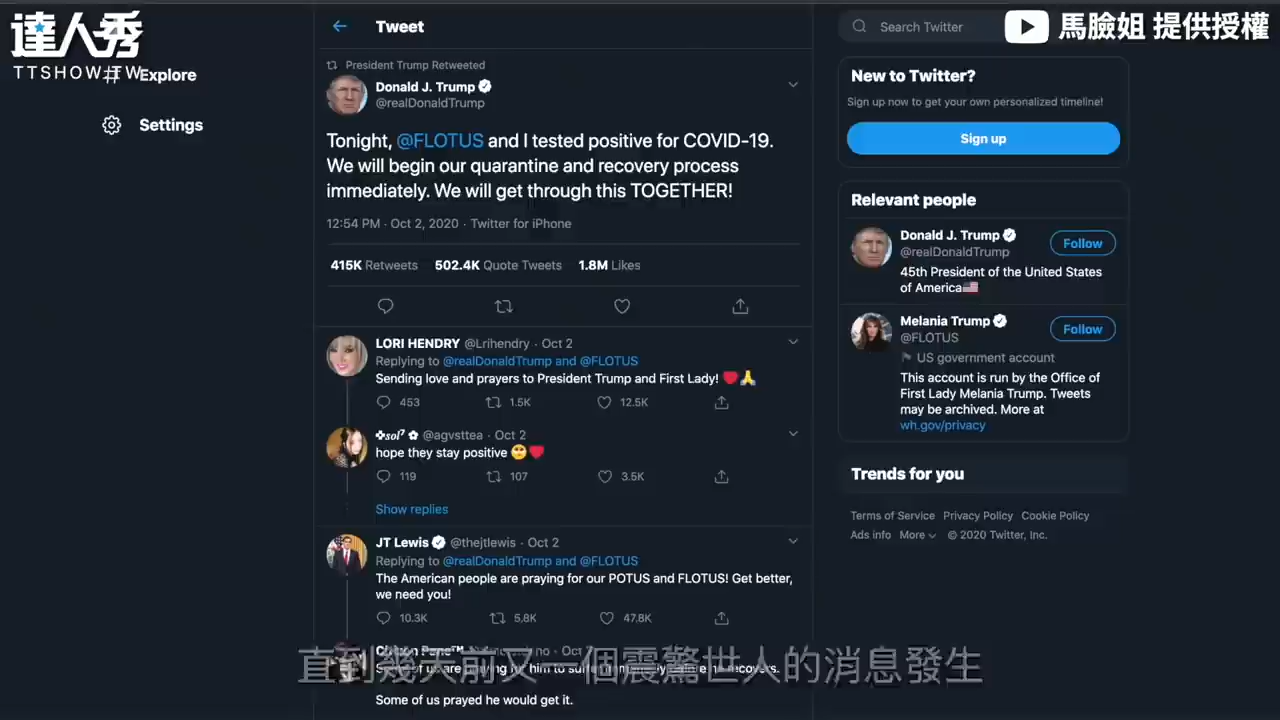 達人秀
TTSHOW.TW
# Explore
Settings
Tweet
President Trump Retweeted
Donald J. Trump
@realDonaldTrump
Tonight, @FLOTUS and I tested positive for COVID-19.
We will begin our quarantine and recovery process
immediately. We will get through this TOGETHER!
12:54 PM · Oct 2, 2020 · Twitter for iPhone
415K Retweets 502.4K Quote Tweets 1.8M Likes
LORI HENDRY @Lrihendry · Oct 2
Replying to @realDonaldTrump and @FLOTUS
Sending love and prayers to President Trump and First Lady! ❤️🙏
453 1.5K 12.5K
sol⁷ @agvsttea · Oct 2
hope they stay positive 🥺❤️
119 107 3.5K
Show replies
JT Lewis @thejtlewis · Oct 2
Replying to @realDonaldTrump and @FLOTUS
The American people are praying for our POTUS and FLOTUS! Get better,
we need you!
10.3K 5.8K 47.8K
Some of us prayed he would get it.
直到幾天前又一個震驚世人的消息發生
Search Twitter
馬臉姐 提供授權
New to Twitter?
Sign up now to get your own personalized timeline!
Sign up
Relevant people
Donald J. Trump
@realDonaldTrump
Follow
45th President of the United States
of America🇺🇸
Melania Trump
@FLOTUS
Follow
US government account
This account is run by the Office of
First Lady Melania Trump. Tweets
may be archived. More at
wh.gov/privacy
Trends for you
Terms of Service Privacy Policy Cookie Policy
Ads info More © 2020 Twitter, Inc.